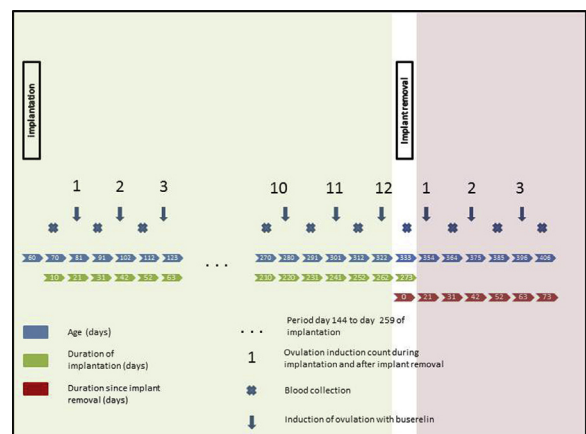 implantation
Implant removal
1 2 3 10 11 12 1 2 3
60 70 81 91 102 112 123 270 280 291 301 312 322 333 354 364 375 385 396 406
. . .
10 21 31 42 52 63 230 220 231 241 252 262 273
0 21 31 42 52 63 73
Age (days)
. . . Period day 144 to day 259 of
implantation
Duration of
implantation (days)
1 Ovulation induction count during
implantation and after implant removal
Duration since implant
removal (days)
Blood collection
Induction of ovulation with buserelin